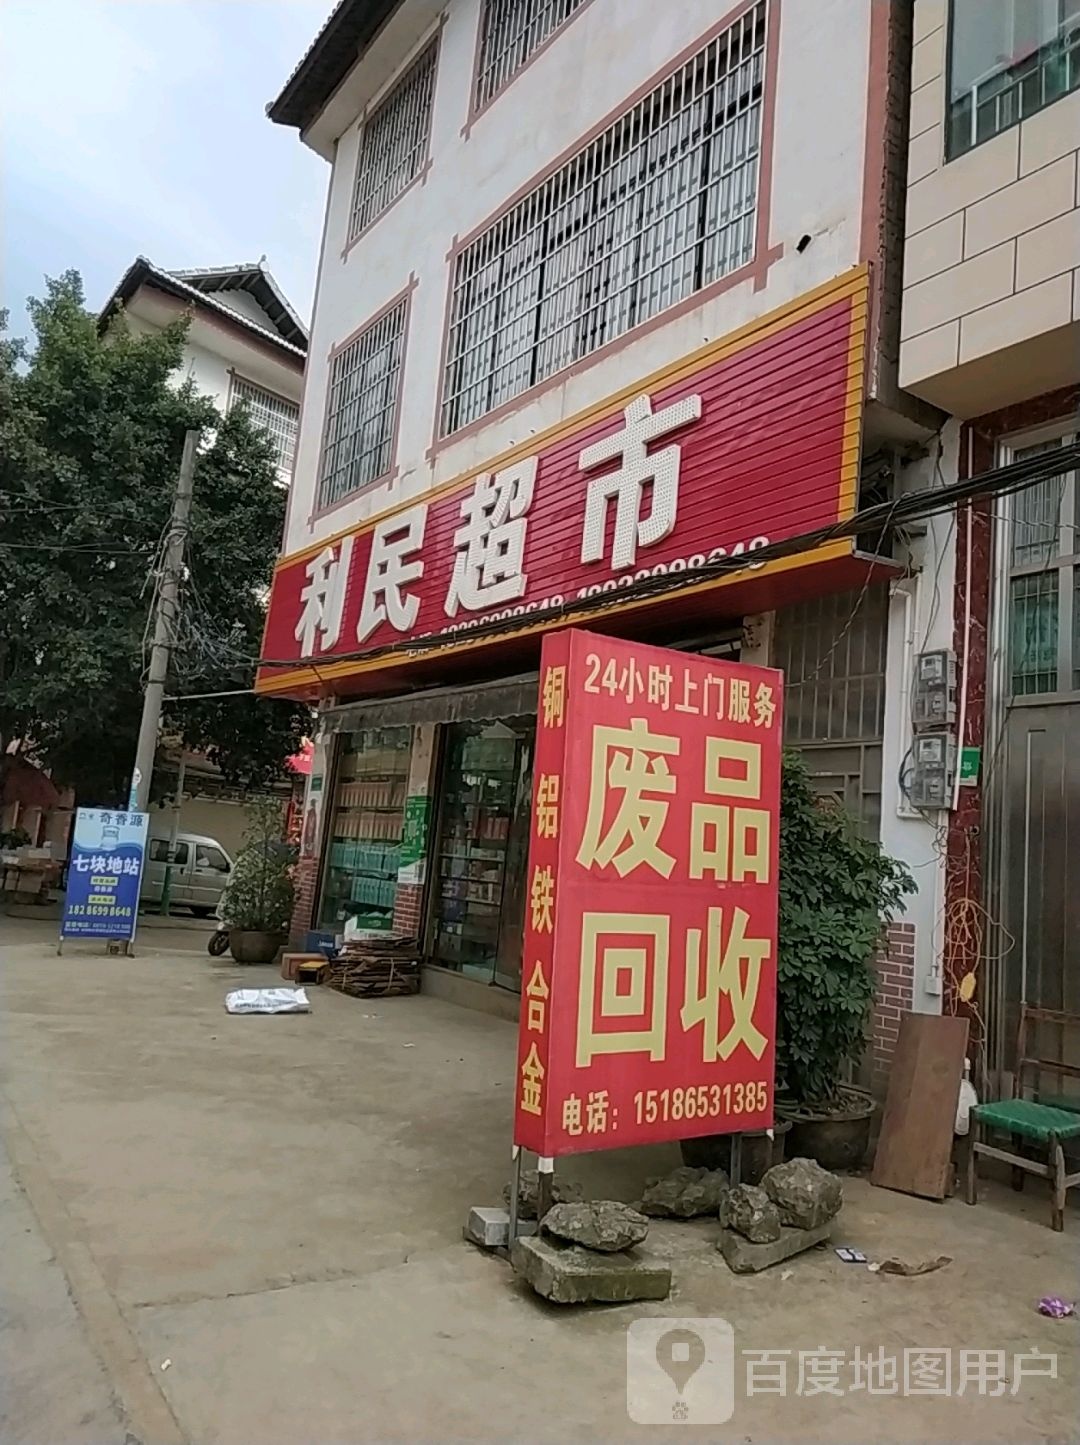 利民超市
24小时上门服务
废品
回收
电话：15186531385
铜铝铁合金
奇香源
七块地站
18286998648
百度地图用户